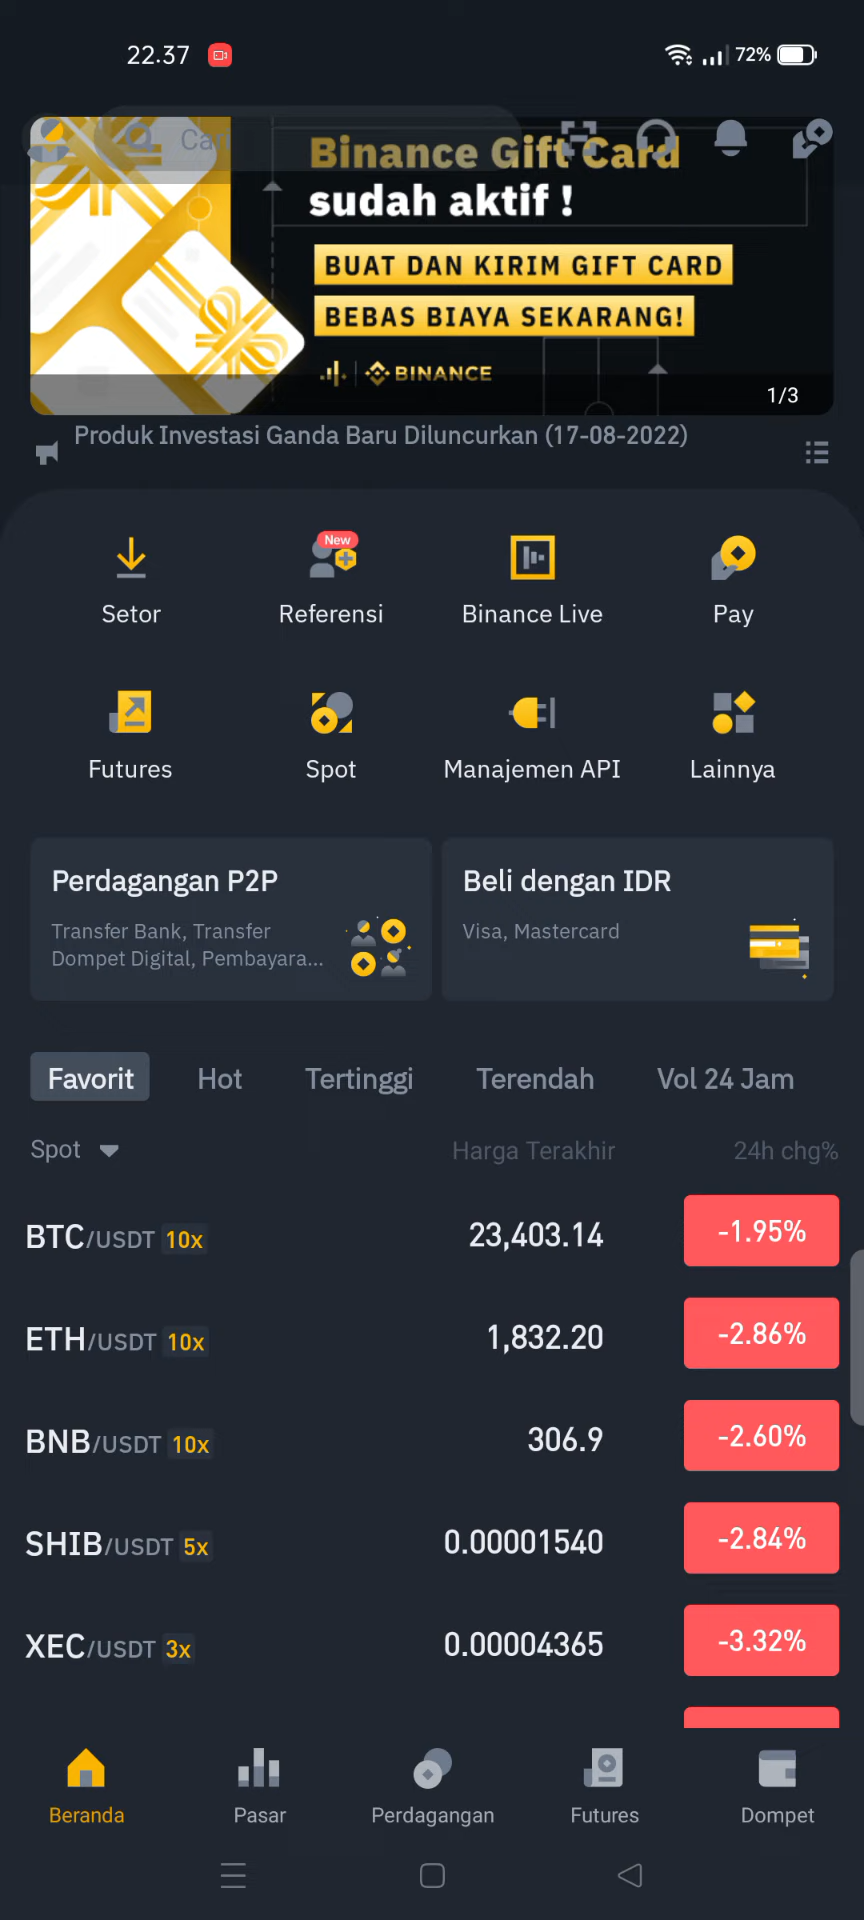 22.37
72%
Cari
Binance Gift Card
sudah aktif !
BUAT DAN KIRIM GIFT CARD
BEBAS BIAYA SEKARANG!
BINANCE
1/3
Produk Investasi Ganda Baru Diluncurkan (17-08-2022)
New
Setor
Referensi
Binance Live
Pay
Futures
Spot
Manajemen API
Lainnya
Perdagangan P2P
Transfer Bank, Transfer
Dompet Digital, Pembayara...
Beli dengan IDR
Visa, Mastercard
Favorit
Hot
Tertinggi
Terendah
Vol 24 Jam
Spot
Harga Terakhir
24h chg%
BTC/USDT 10x 23,403.14 -1.95%
ETH/USDT 10x 1,832.20 -2.86%
BNB/USDT 10x 306.9 -2.60%
SHIB/USDT 5x 0.00001540 -2.84%
XEC/USDT 3x 0.00004365 -3.32%
Beranda
Pasar
Perdagangan
Futures
Dompet